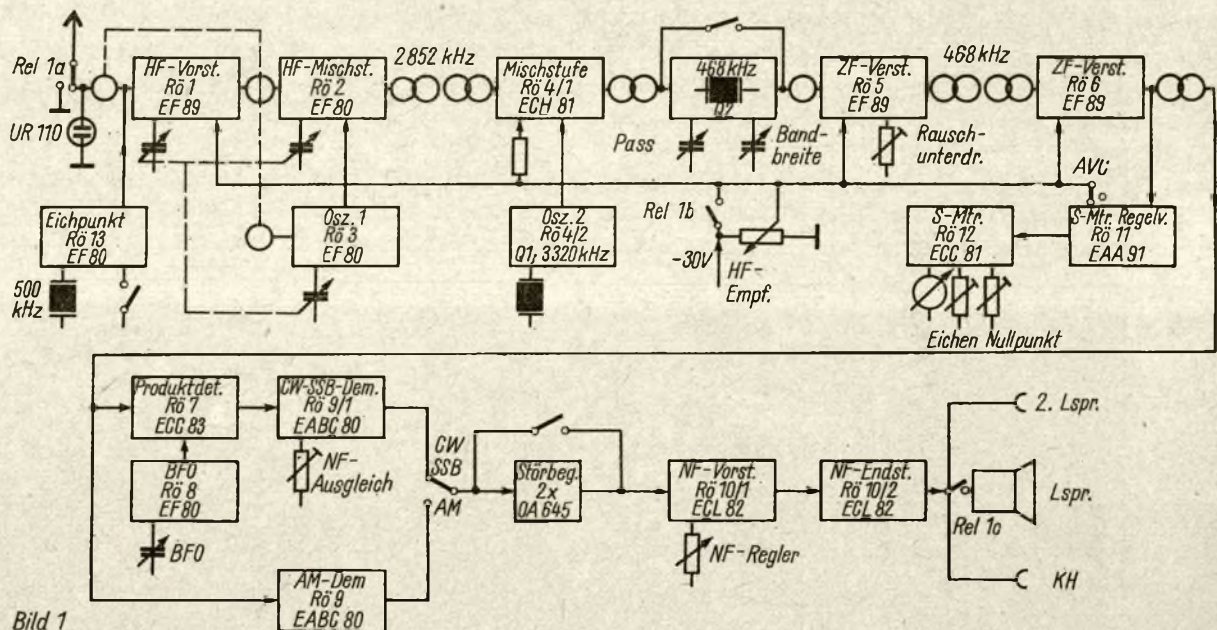 Rel 1a
UR 110
HF-Vorst.
Rö 1
EF 89
HF-Mischst.
Rö 2
EF 80
2852 kHz
Mischstufe
Rö 4/1
ECH 81
468 kHz
Q2
ZF-Verst.
Rö 5
EF 89
468 kHz
ZF-Verst.
Rö 6
EF 89
Pass
Band-
breite
Rausch-
unterdr.
AVC
Eichpunkt
Rö 13
EF 80
500
kHz
Osz. 1
Rö 3
EF 80
Osz. 2
Rö 4/2
Q1, 3320 kHz
Rel 1b
-30V
HF-
Empf.
S-Mtr.
Rö 12
ECC 81
S-Mtr. Regelv.
Rö 11
EAA 91
Eichen Nullpunkt
Produktdet.
Rö 7
ECC 83
CW-SSB-Dem.
Rö 9/1
EABC 80
NF-
Ausgleich
BFO
Rö 8
EF 80
BFO
AM-Dem
Rö 9
EABC 80
CW
SSB
AM
Störbeg.
2x
OA 645
NF-Vorst.
Rö 10/1
ECL 82
NF-Regler
NF-Endst.
Rö 10/2
ECL 82
2. Lspr.
Lspr.
Rel 1c
KH
Bild 1